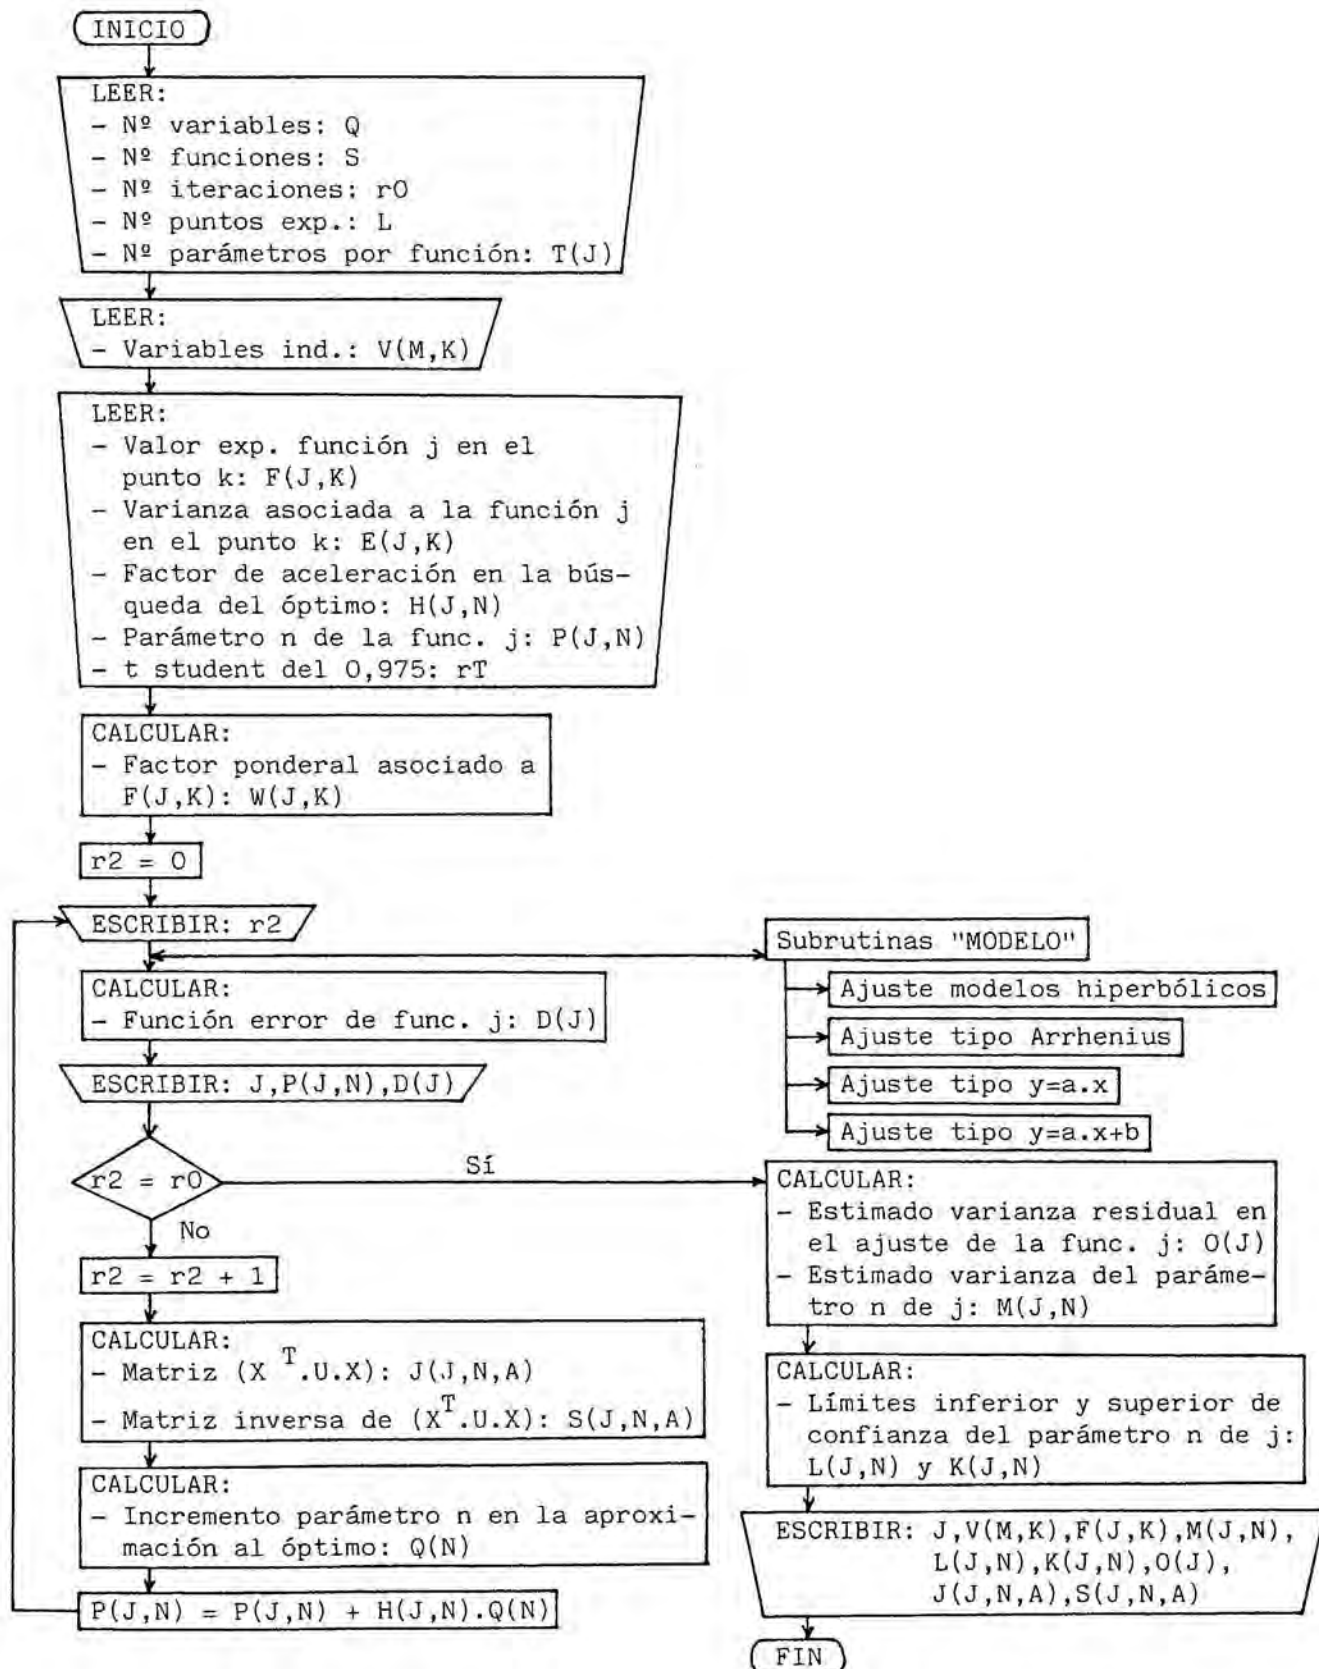 INICIO
LEER:
- Nº variables: Q
- Nº funciones: S
- Nº iteraciones: r0
- Nº puntos exp.: L
- Nº parámetros por función: T(J)
LEER:
- Variables ind.: V(M,K)
LEER:
- Valor exp. función j en el
punto k: F(J,K)
- Varianza asociada a la función j
en el punto k: E(J,K)
- Factor de aceleración en la bús-
queda del óptimo: H(J,N)
- Parámetro n de la func. j: P(J,N)
- t student del 0,975: rT
CALCULAR:
- Factor ponderal asociado a
F(J,K): W(J,K)
r2 = 0
ESCRIBIR: r2
CALCULAR:
- Función error de func. j: D(J)
ESCRIBIR: J,P(J,N),D(J)
r2 = r0
Sí
No
r2 = r2 + 1
CALCULAR:
- Matriz (X^T.U.X): J(J,N,A)
- Matriz inversa de (X^T.U.X): S(J,N,A)
CALCULAR:
- Incremento parámetro n en la aproxi-
mación al óptimo: Q(N)
P(J,N) = P(J,N) + H(J,N).Q(N)
Subrutinas "MODELO"
Ajuste modelos hiperbólicos
Ajuste tipo Arrhenius
Ajuste tipo y=a.x
Ajuste tipo y=a.x+b
CALCULAR:
- Estimado varianza residual en
el ajuste de la func. j: O(J)
- Estimado varianza del paráme-
tro n de j: M(J,N)
CALCULAR:
- Límites inferior y superior de
confianza del parámetro n de j:
L(J,N) y K(J,N)
ESCRIBIR: J,V(M,K),F(J,K),M(J,N),
L(J,N),K(J,N),O(J),
J(J,N,A),S(J,N,A)
FIN